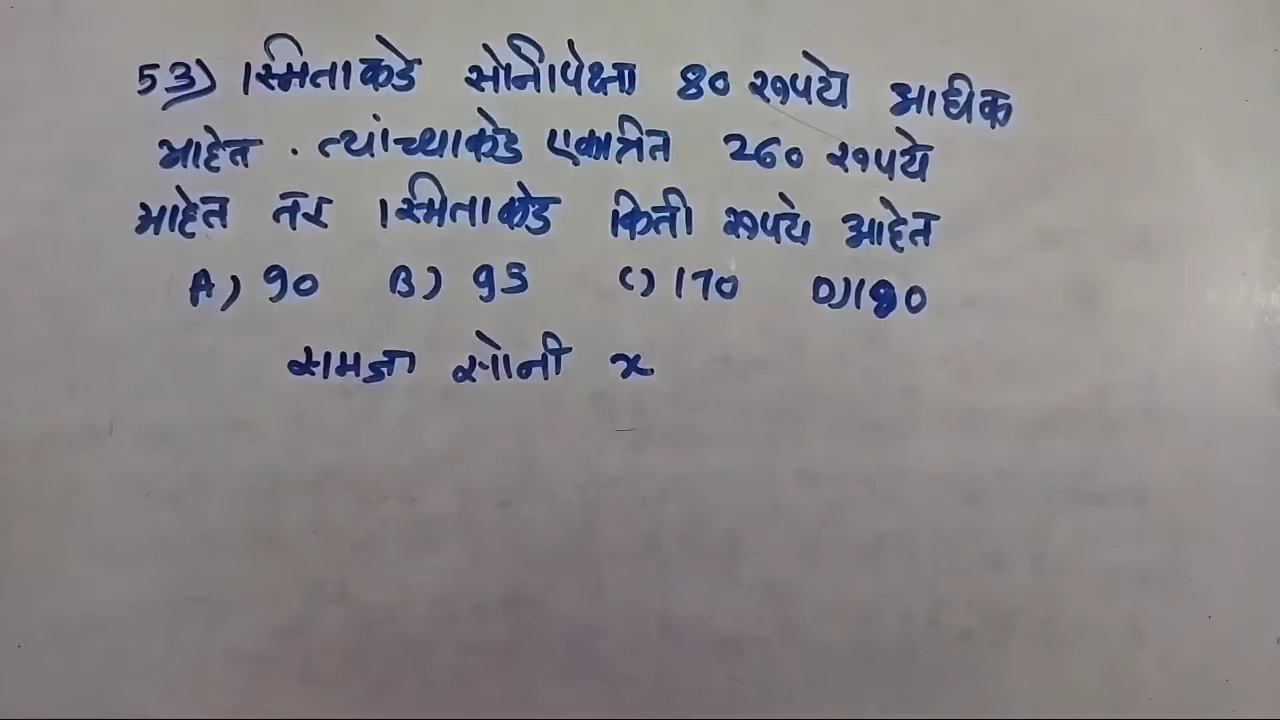 53) स्मिताकडे सोनीपेक्षा 80 रुपये अधिक
आहेत . त्यांच्याकडे एकत्रित 260 रुपये
आहेत तर स्मिताकडे किती रुपये आहेत
A) 90 B) 95 C) 170 D) 180
समजा सोनी x